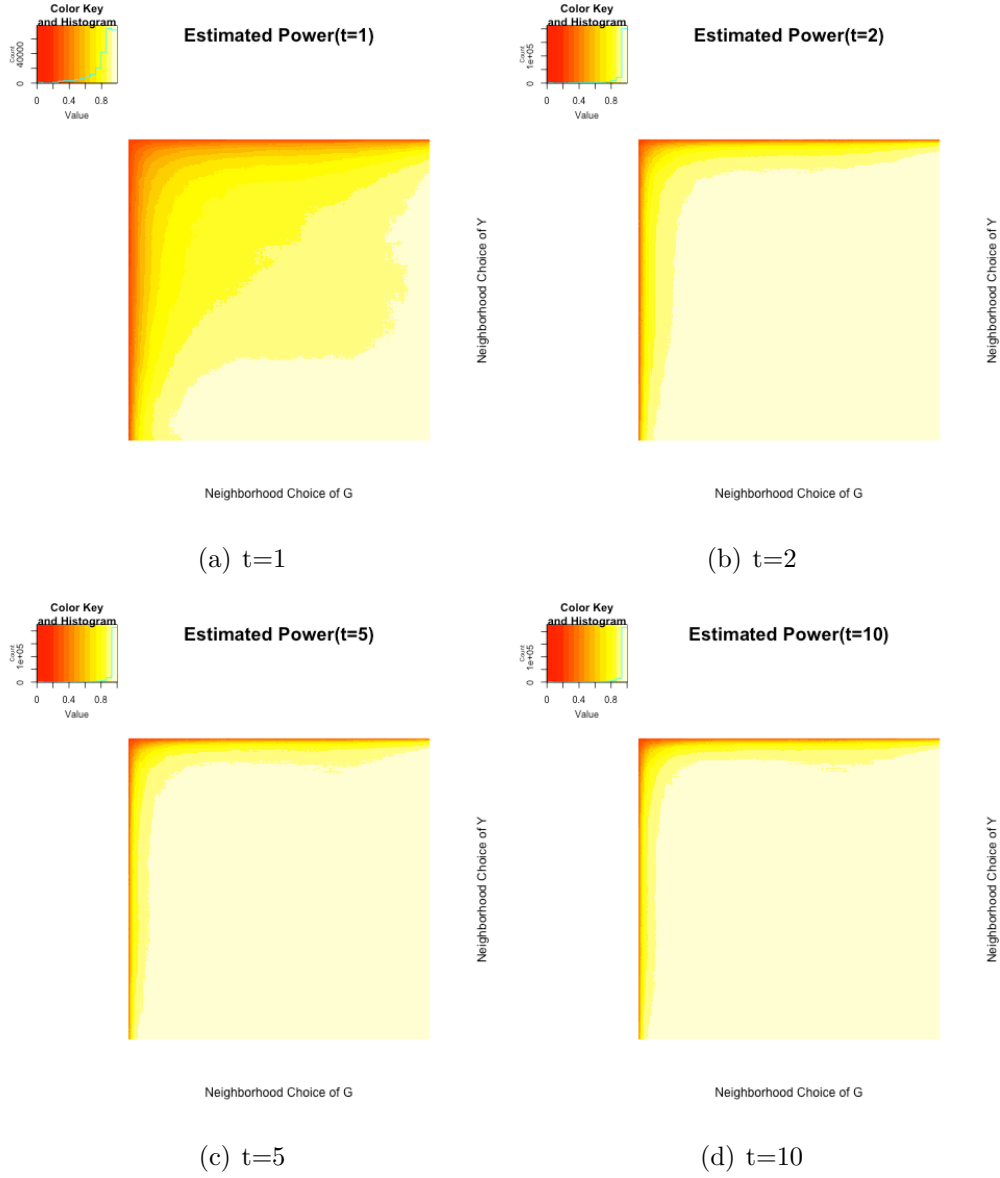 Color Key
and Histogram
Estimated Power(t=1)
Count
0 40000
0 0.4 0.8
Value
Neighborhood Choice of Y
Neighborhood Choice of G
(a) t=1
Color Key
and Histogram
Estimated Power(t=2)
Count
0 1e+05
0 0.4 0.8
Value
Neighborhood Choice of Y
Neighborhood Choice of G
(b) t=2
Color Key
and Histogram
Estimated Power(t=5)
Count
0 1e+05
0 0.4 0.8
Value
Neighborhood Choice of Y
Neighborhood Choice of G
(c) t=5
Color Key
and Histogram
Estimated Power(t=10)
Count
0 1e+05
0 0.4 0.8
Value
Neighborhood Choice of Y
Neighborhood Choice of G
(d) t=10